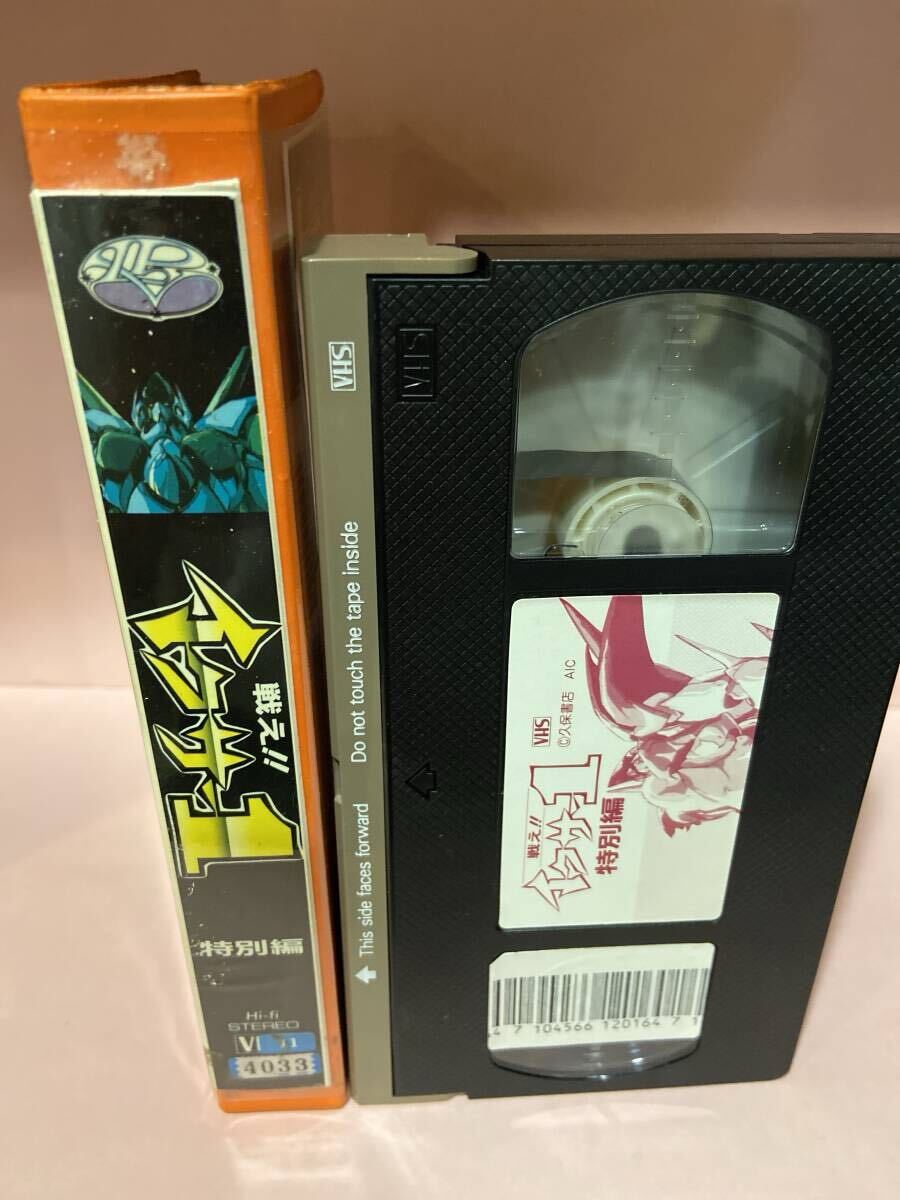 戦え!!
イクサー1
特別編
Hi-fi
STEREO
4033
VHS
Do not touch the tape inside
This side faces forward
VHS
VHS
©久保書店 AIC
戦え!!
イクサー1
特別編
4 7 104566 120164 7 1